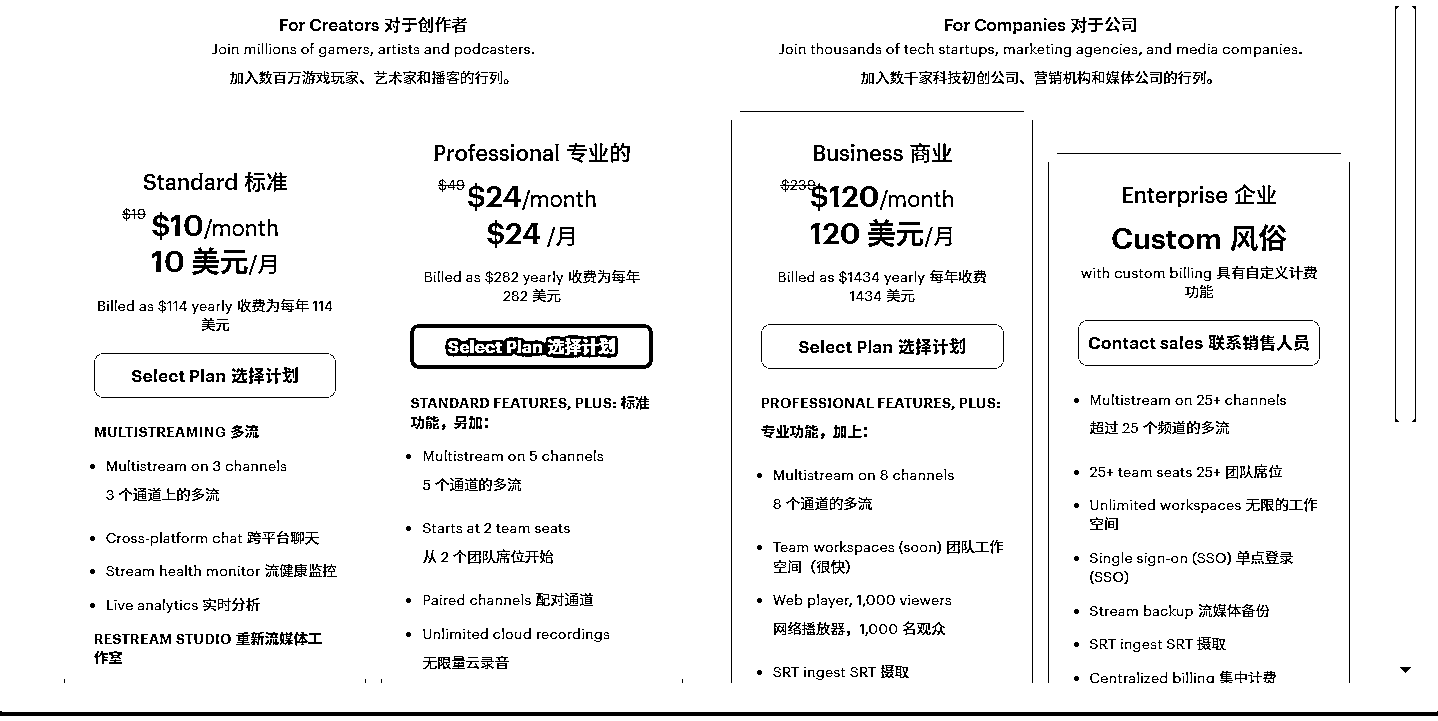 For Creators 对于创作者
Join millions of gamers, artists and podcasters.
加入数百万游戏玩家、艺术家和播客的行列。
For Companies 对于公司
Join thousands of tech startups, marketing agencies, and media companies.
加入数千家科技初创公司、营销机构和媒体公司的行列。
Standard 标准
$19 $10/month
10 美元/月
Billed as $114 yearly 收费为每年 114
美元
Select Plan 选择计划
MULTISTREAMING 多流
• Multistream on 3 channels
3 个通道上的多流
• Cross-platform chat 跨平台聊天
• Stream health monitor 流健康监控
• Live analytics 实时分析
RESTREAM STUDIO 重新流媒体工
作室
Professional 专业的
$49 $24/month
$24 /月
Billed as $282 yearly 收费为每年
282 美元
Select Plan 选择计划
STANDARD FEATURES, PLUS: 标准
功能，另加：
• Multistream on 5 channels
5 个通道的多流
• Starts at 2 team seats
从 2 个团队席位开始
• Paired channels 配对通道
• Unlimited cloud recordings
无限量云录音
Business 商业
$239 $120/month
120 美元/月
Billed as $1434 yearly 每年收费
1434 美元
Select Plan 选择计划
PROFESSIONAL FEATURES, PLUS:
专业功能，加上：
• Multistream on 8 channels
8 个通道的多流
• Team workspaces (soon) 团队工作
空间（很快）
• Web player, 1,000 viewers
网络播放器，1,000 名观众
• SRT ingest SRT 摄取
Enterprise 企业
Custom 风俗
with custom billing 具有自定义计费
功能
Contact sales 联系销售人员
• Multistream on 25+ channels
超过 25 个频道的多流
• 25+ team seats 25+ 团队席位
• Unlimited workspaces 无限的工作
空间
• Single sign-on (SSO) 单点登录
(SSO)
• Stream backup 流媒体备份
• SRT ingest SRT 摄取
• Centralized billing 集中计费